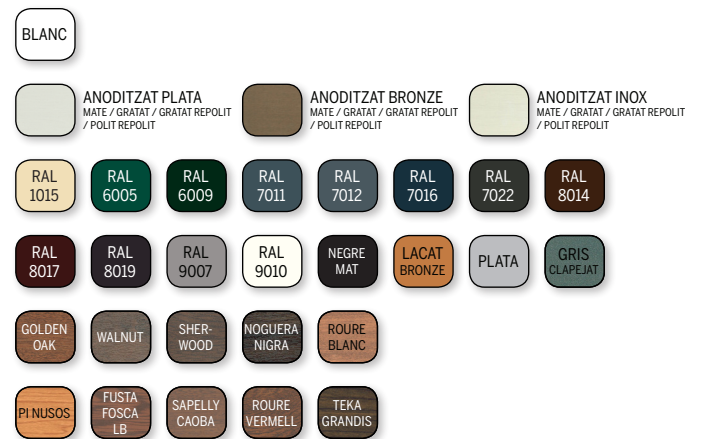 BLANC
ANODITZAT PLATA
MATE / GRATAT / GRATAT REPOLIT
/ POLIT REPOLIT
ANODITZAT BRONZE
MATE / GRATAT / GRATAT REPOLIT
/ POLIT REPOLIT
ANODITZAT INOX
MATE / GRATAT / GRATAT REPOLIT
/ POLIT REPOLIT
RAL
1015
RAL
6005
RAL
6009
RAL
7011
RAL
7012
RAL
7016
RAL
7022
RAL
8014
RAL
8017
RAL
8019
RAL
9007
RAL
9010
NEGRE
MAT
LACAT
BRONZE
PLATA
GRIS
CLAPEJAT
GOLDEN
OAK
WALNUT
SHER-
WOOD
NOGUERA
NIGRA
ROURE
BLANC
PI NUSOS
FUSTA
FOSCA
LB
SAPELLY
CAOBA
ROURE
VERMELL
TEKA
GRANDIS